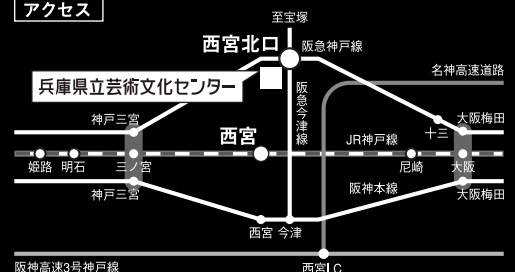 アクセス
至宝塚
西宮北口
阪急神戸線
名神高速道路
兵庫県立芸術文化センター
阪急今津線
神戸三宮
大阪梅田
十三
西宮
JR神戸線
姫路
明石
三ノ宮
尼崎
大阪
神戸三宮
阪神本線
大阪梅田
西宮
今津
阪神高速3号神戸線
西宮I.C